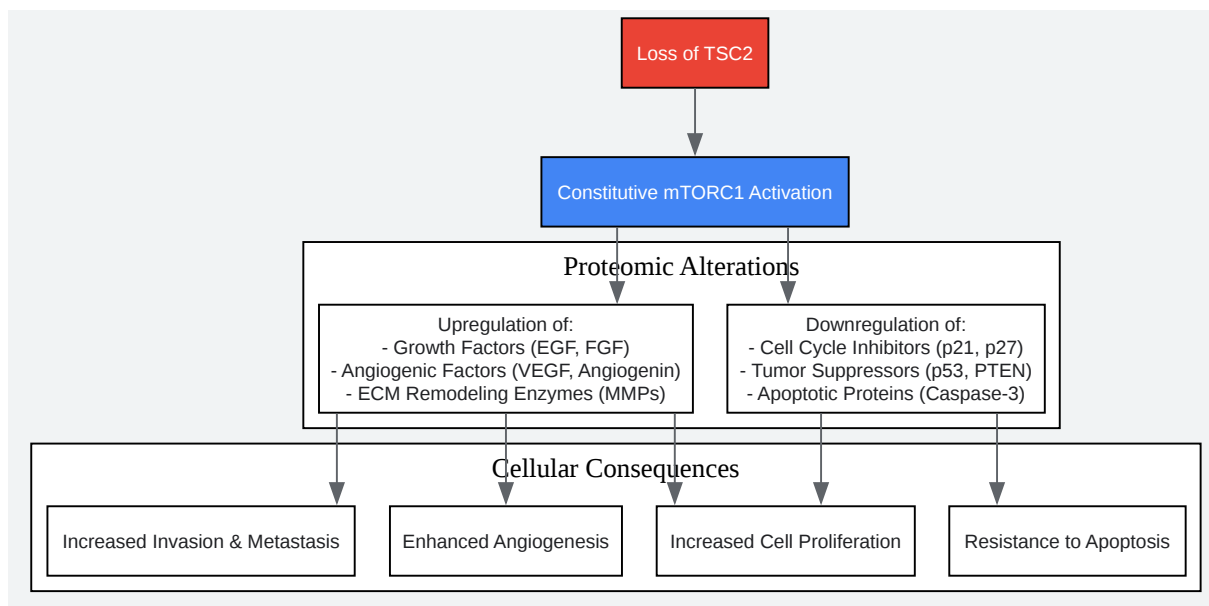 Loss of TSC2
Constitutive mTORC1 Activation
Proteomic Alterations
Upregulation of:
- Growth Factors (EGF, FGF)
- Angiogenic Factors (VEGF, Angiogenin)
- ECM Remodeling Enzymes (MMPs)
Downregulation of:
- Cell Cycle Inhibitors (p21, p27)
- Tumor Suppressors (p53, PTEN)
- Apoptotic Proteins (Caspase-3)
Cellular Consequences
Increased Invasion & Metastasis
Enhanced Angiogenesis
Increased Cell Proliferation
Resistance to Apoptosis